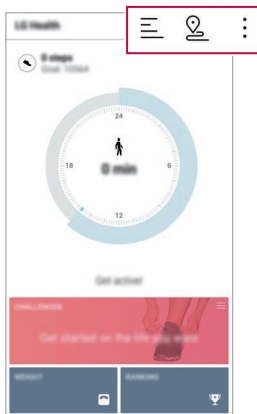 LG Health
0 steps
Goal: 10364
24
18
6
0 min
12
Get active!
CHALLENGES
Get started on the life you want
WEIGHT
RANKING